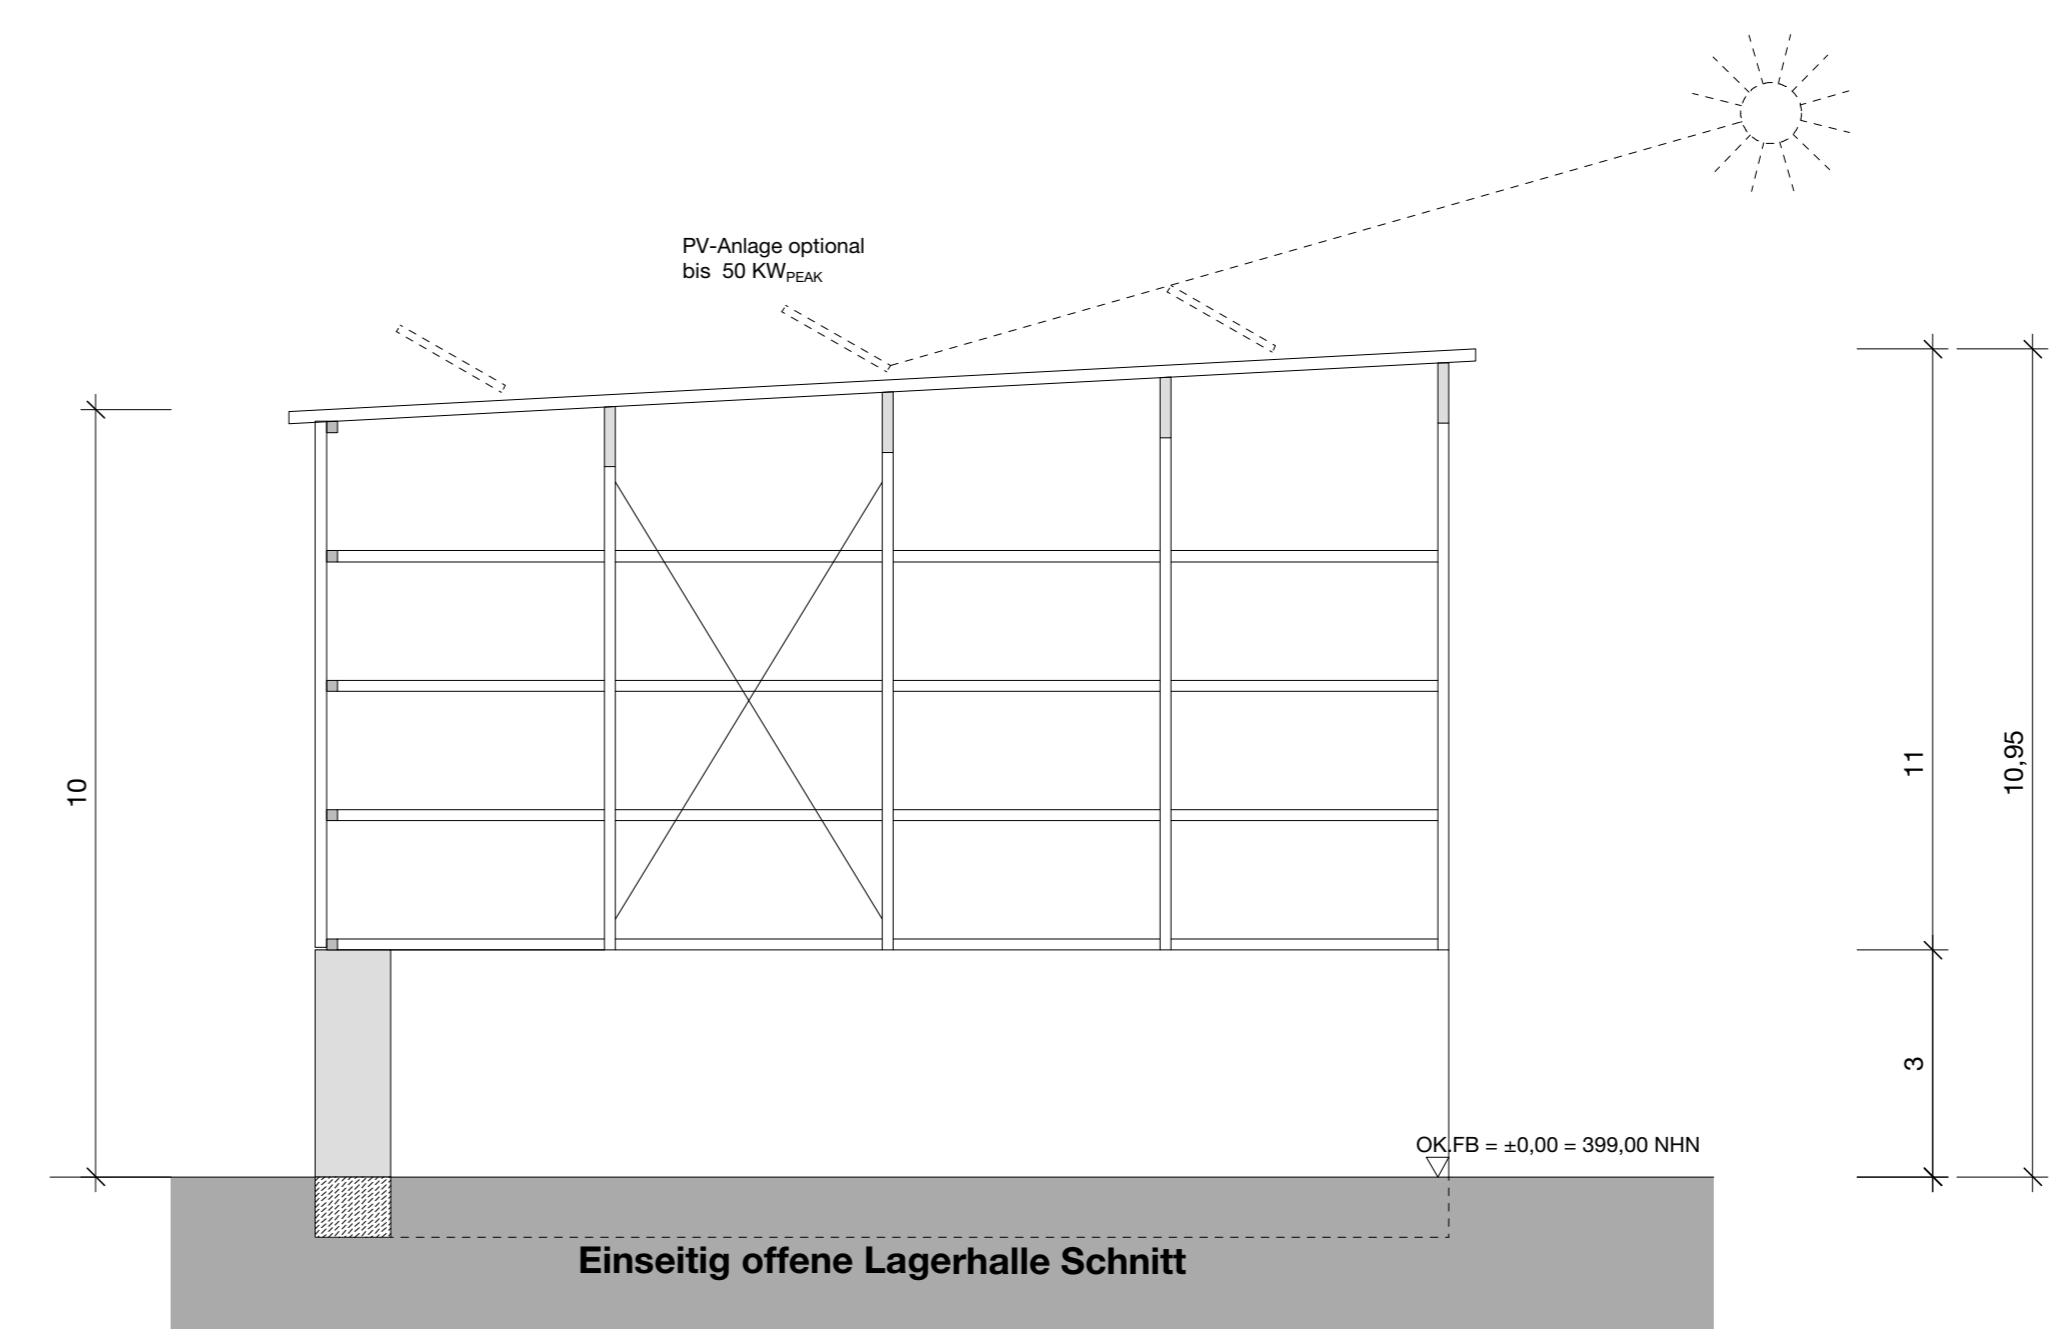 PV-Anlage optional
bis 50 KWPEAK
10
11
10,95
3
OK.FB = ±0,00 = 399,00 NHN
Einseitig offene Lagerhalle Schnitt